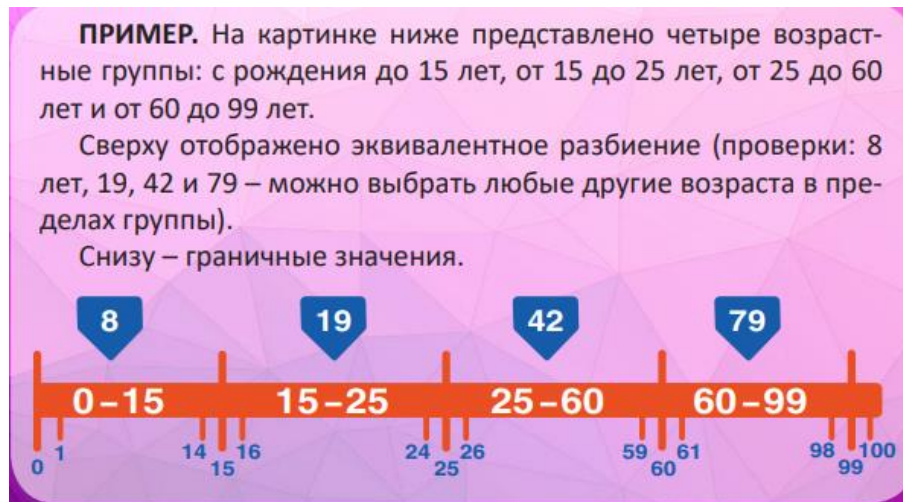 ПРИМЕР. На картинке ниже представлено четыре возраст-
ные группы: с рождения до 15 лет, от 15 до 25 лет, от 25 до 60
лет и от 60 до 99 лет.
Сверху отображено эквивалентное разбиение (проверки: 8
лет, 19, 42 и 79 – можно выбрать любые другие возраста в пре-
делах группы).
Снизу – граничные значения.
8 19 42 79
0–15 15–25 25–60 60–99
0 1 14 15 16 24 25 26 59 60 61 98 99 100